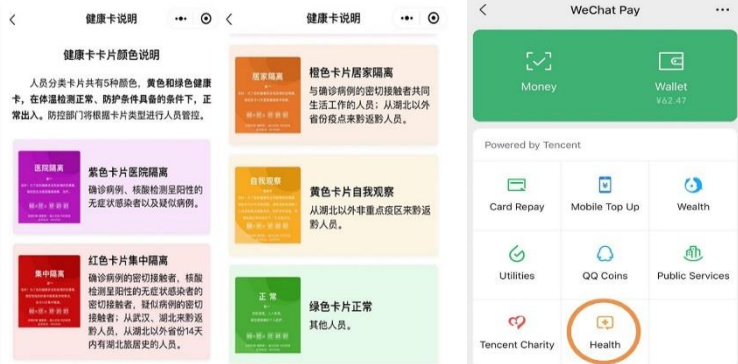 健康卡说明
健康卡卡片颜色说明
人员分类卡片共有5种颜色，黄色和绿色健康
卡，在体温检测正常、防护条件具备的条件下，正
常出入。防控部门将根据卡片类型进行人员管控。
医院隔离
紫色卡片医院隔离
确诊病例、核酸检测呈阳性的
无症状感染者以及疑似病例。
集中隔离
红色卡片集中隔离
确诊病例的密切接触者，核酸
检测呈阳性的无症状感染者的
密切接触者，疑似病例的密切
接触者；从武汉、湖北来黔返
黔人员，从湖北以外省份14天
内有湖北旅居史的人员。
健康卡说明
居家隔离
橙色卡片居家隔离
与确诊病例的密切接触者共同
生活工作的人员；从湖北以外
省份疫点来黔返黔人员。
自我观察
黄色卡片自我观察
从湖北以外非重点疫区来黔返
黔人员。
正常
绿色卡片正常
其他人员。
WeChat Pay
Money
Wallet
¥62.47
Powered by Tencent
Card Repay
Mobile Top Up
Wealth
Utilities
QQ Coins
Public Services
Tencent Charity
Health